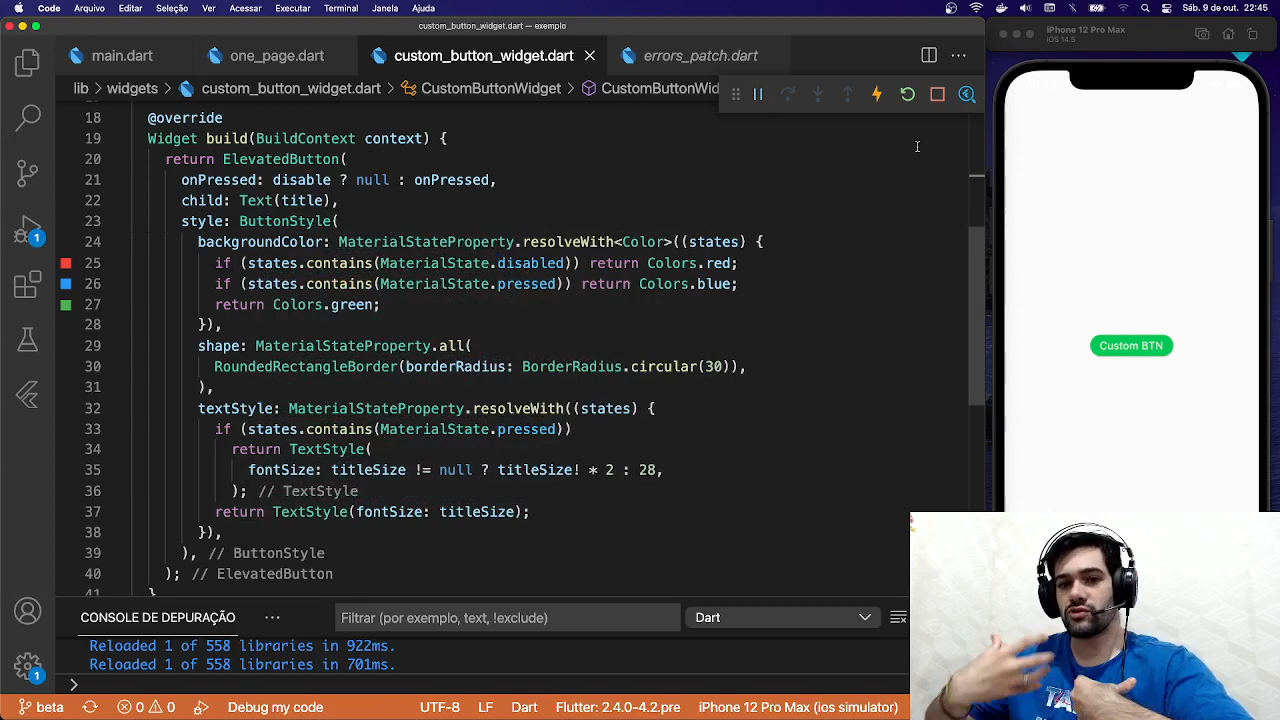 Code Arquivo Editar Seleção Ver Acessar Executar Terminal Janela Ajuda Sáb. 9 de out. 22:45
custom_button_widget.dart — exemplo
main.dart one_page.dart custom_button_widget.dart errors_patch.dart
lib > widgets > custom_button_widget.dart > CustomButtonWidget > CustomButtonWid
18 @override
19 Widget build(BuildContext context) {
20 return ElevatedButton(
21 onPressed: disable ? null : onPressed,
22 child: Text(title),
23 style: ButtonStyle(
24 backgroundColor: MaterialStateProperty.resolveWith<Color>((states) {
25 if (states.contains(MaterialState.disabled)) return Colors.red;
26 if (states.contains(MaterialState.pressed)) return Colors.blue;
27 return Colors.green;
28 }),
29 shape: MaterialStateProperty.all(
30 RoundedRectangleBorder(borderRadius: BorderRadius.circular(30)),
31 ),
32 textStyle: MaterialStateProperty.resolveWith((states) {
33 if (states.contains(MaterialState.pressed))
34 return TextStyle(
35 fontSize: titleSize != null ? titleSize! * 2 : 28,
36 ); // TextStyle
37 return TextStyle(fontSize: titleSize);
38 }),
39 ), // ButtonStyle
40 ); // ElevatedButton
41 }
1
1
CONSOLE DE DEPURAÇÃO ... Filtrar (por exemplo, text, !exclude) Dart
Reloaded 1 of 558 libraries in 922ms.
Reloaded 1 of 558 libraries in 701ms.
>
beta 0 0 Debug my code UTF-8 LF Dart Flutter: 2.4.0-4.2.pre iPhone 12 Pro Max (ios simulator)
iPhone 12 Pro Max
iOS 14.5
Custom BTN